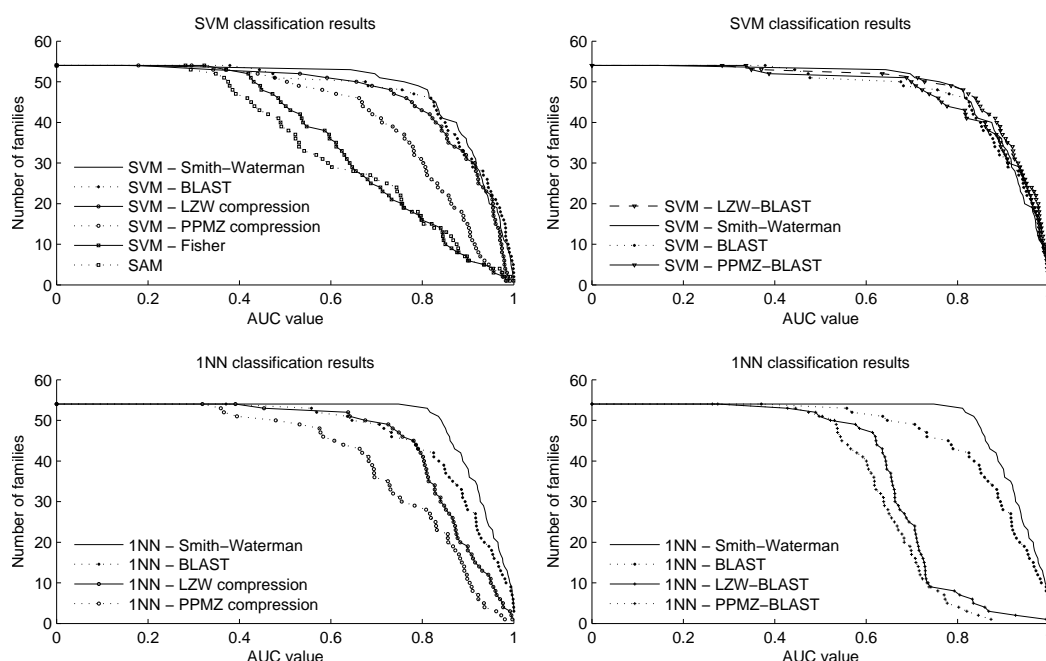 SVM classification results
60
50
40
30
20
10
0
Number of families
SVM − Smith−Waterman
SVM − BLAST
SVM − LZW compression
SVM − PPMZ compression
SVM − Fisher
SAM
0 0.2 0.4 0.6 0.8 1
AUC value
SVM classification results
60
50
40
30
20
10
0
Number of families
SVM − LZW−BLAST
SVM − Smith−Waterman
SVM − BLAST
SVM − PPMZ−BLAST
0 0.2 0.4 0.6 0.8
AUC value
1NN classification results
60
50
40
30
20
10
0
Number of families
1NN − Smith−Waterman
1NN − BLAST
1NN − LZW compression
1NN − PPMZ compression
0 0.2 0.4 0.6 0.8 1
AUC value
1NN classification results
60
50
40
30
20
10
0
Number of families
1NN − Smith−Waterman
1NN − BLAST
1NN − LZW−BLAST
1NN − PPMZ−BLAST
0 0.2 0.4 0.6 0.8
AUC value